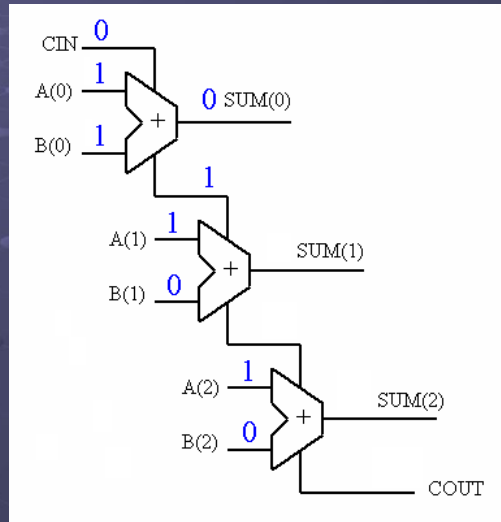 CIN 0
A(0) 1
0 SUM(0)
+
B(0) 1
1
A(1) 1
SUM(1)
+
B(1) 0
A(2) 1
SUM(2)
+
B(2) 0
COUT